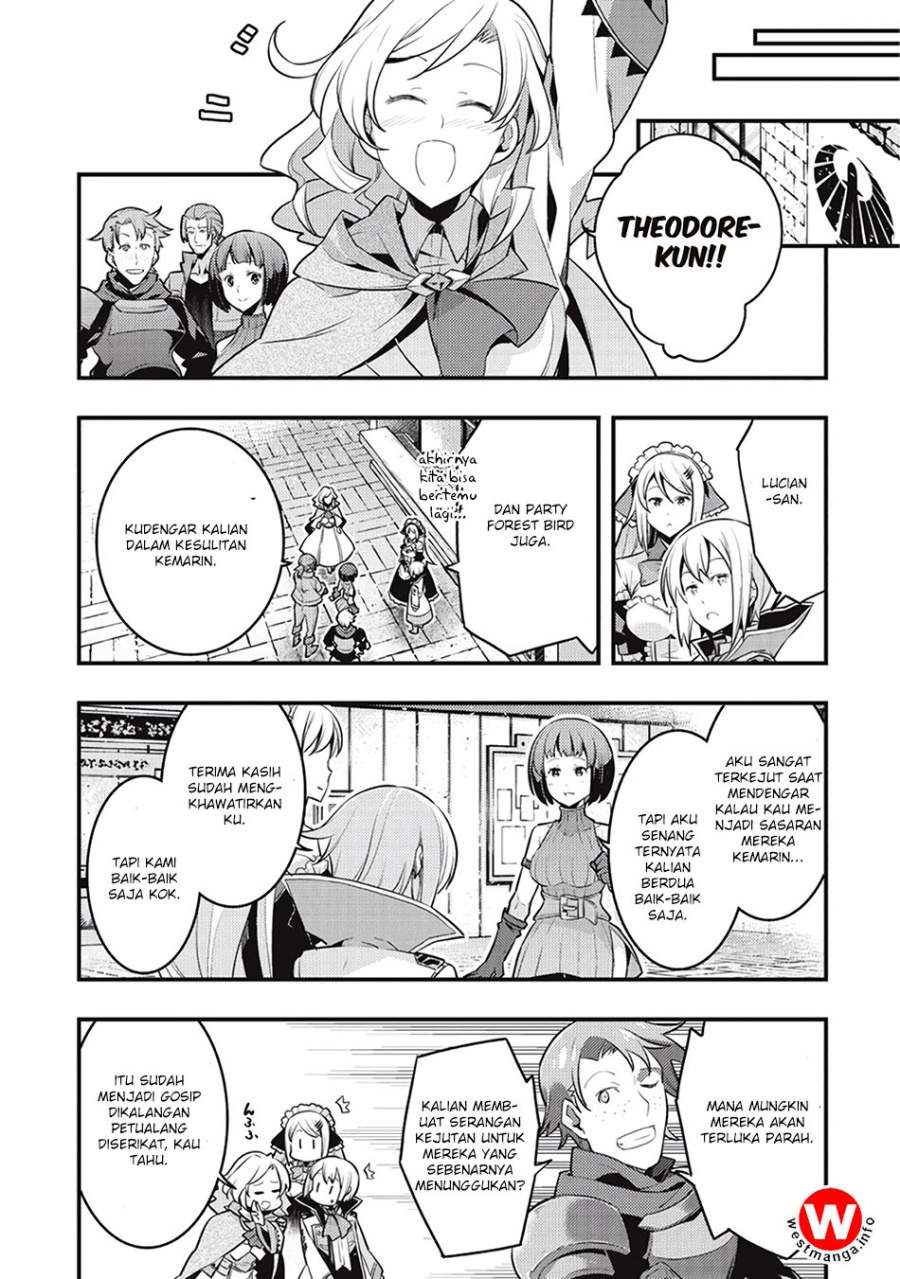 THEODORE-
KUN!!
LUCIAN
-SAN.
DAN PARTY
FOREST BIRD
JUGA.
akhirnya
kita bisa
bertemu
lagi...
KUDENGAR KALIAN
DALAM KESULITAN
KEMARIN.
AKU SANGAT
TERKEJUT SAAT
MENDENGAR
KALAU KAU ME-
NJADI SASARAN
MEREKA
KEMARIN...
TAPI AKU
SENANG
TERNYATA
KALIAN
BERDUA
BAIK-BAIK
SAJA.
TERIMA KASIH
SUDAH MENG-
KHAWATIRKAN
KU.
TAPI KAMI
BAIK-BAIK
SAJA KOK.
MANA MUNGKIN
MEREKA AKAN
TERLUKA PARAH.
KALIAN MEMB-
UAT SERANGAN
KEJUTAN UNTUK
MEREKA YANG
SEBENARNYA
MENUNGGUKAN?
んふふ
ITU SUDAH
MENJADI GOSIP
DIKALANGAN
PETUALANG
DISERIKAT, KAU
TAHU.
W
westmanga.info